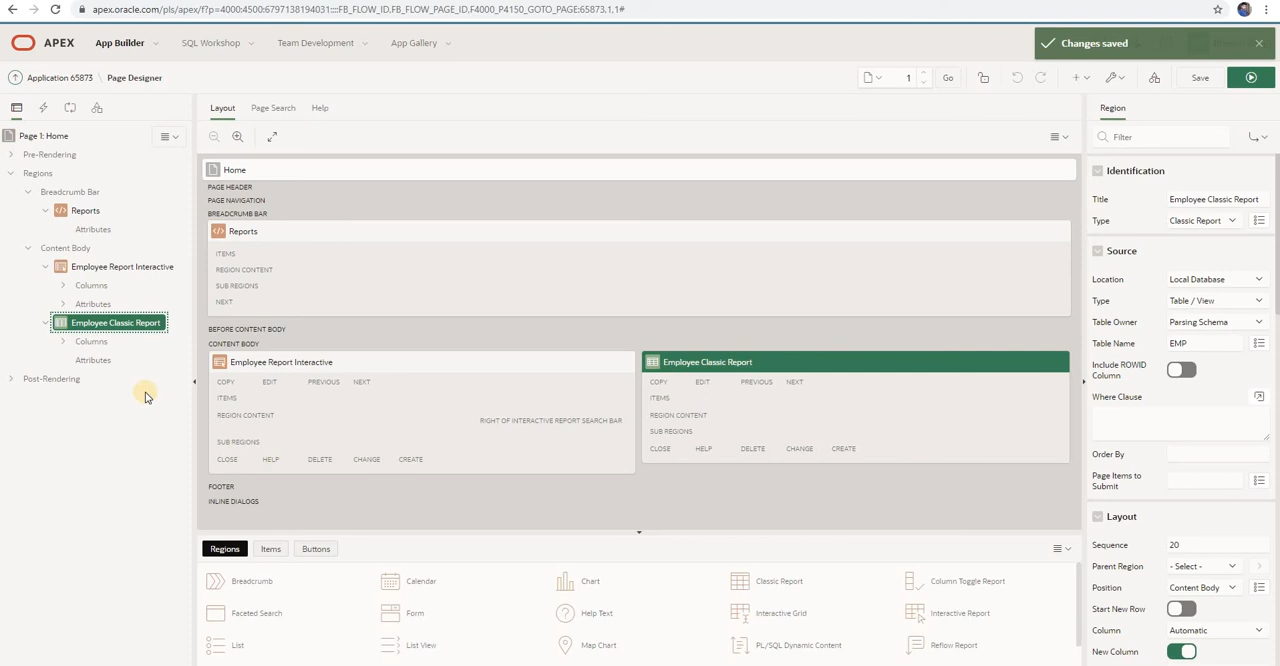 apex.oracle.com/pls/apex/f?p=4000:4500:6797138194031::::FB_FLOW_ID,FB_FLOW_PAGE_ID,F4000_P4150_GOTO_PAGE:65873,1,1#
APEX App Builder SQL Workshop Team Development App Gallery
Changes saved
Application 65873 Page Designer
1 Go Save
Layout Page Search Help
Region
Page 1: Home
Pre-Rendering
Regions
Breadcrumb Bar
Reports
Attributes
Content Body
Employee Report Interactive
Columns
Attributes
Employee Classic Report
Columns
Attributes
Post-Rendering
Home
PAGE HEADER
PAGE NAVIGATION
BREADCRUMB BAR
Reports
ITEMS
REGION CONTENT
SUB REGIONS
NEXT
BEFORE CONTENT BODY
CONTENT BODY
Employee Report Interactive
COPY EDIT PREVIOUS NEXT
ITEMS
REGION CONTENT
RIGHT OF INTERACTIVE REPORT SEARCH BAR
SUB REGIONS
CLOSE HELP DELETE CHANGE CREATE
Employee Classic Report
COPY EDIT PREVIOUS NEXT
ITEMS
REGION CONTENT
SUB REGIONS
CLOSE HELP DELETE CHANGE CREATE
FOOTER
INLINE DIALOGS
Regions Items Buttons
Breadcrumb Calendar Chart Classic Report Column Toggle Report
Faceted Search Form Help Text Interactive Grid Interactive Report
List List View Map Chart PL/SQL Dynamic Content Reflow Report
Filter
Identification
Title Employee Classic Report
Type Classic Report
Source
Location Local Database
Type Table / View
Table Owner Parsing Schema
Table Name EMP
Include ROWID
Column
Where Clause
Order By
Page Items to
Submit
Layout
Sequence 20
Parent Region - Select -
Position Content Body
Start New Row
Column Automatic
New Column